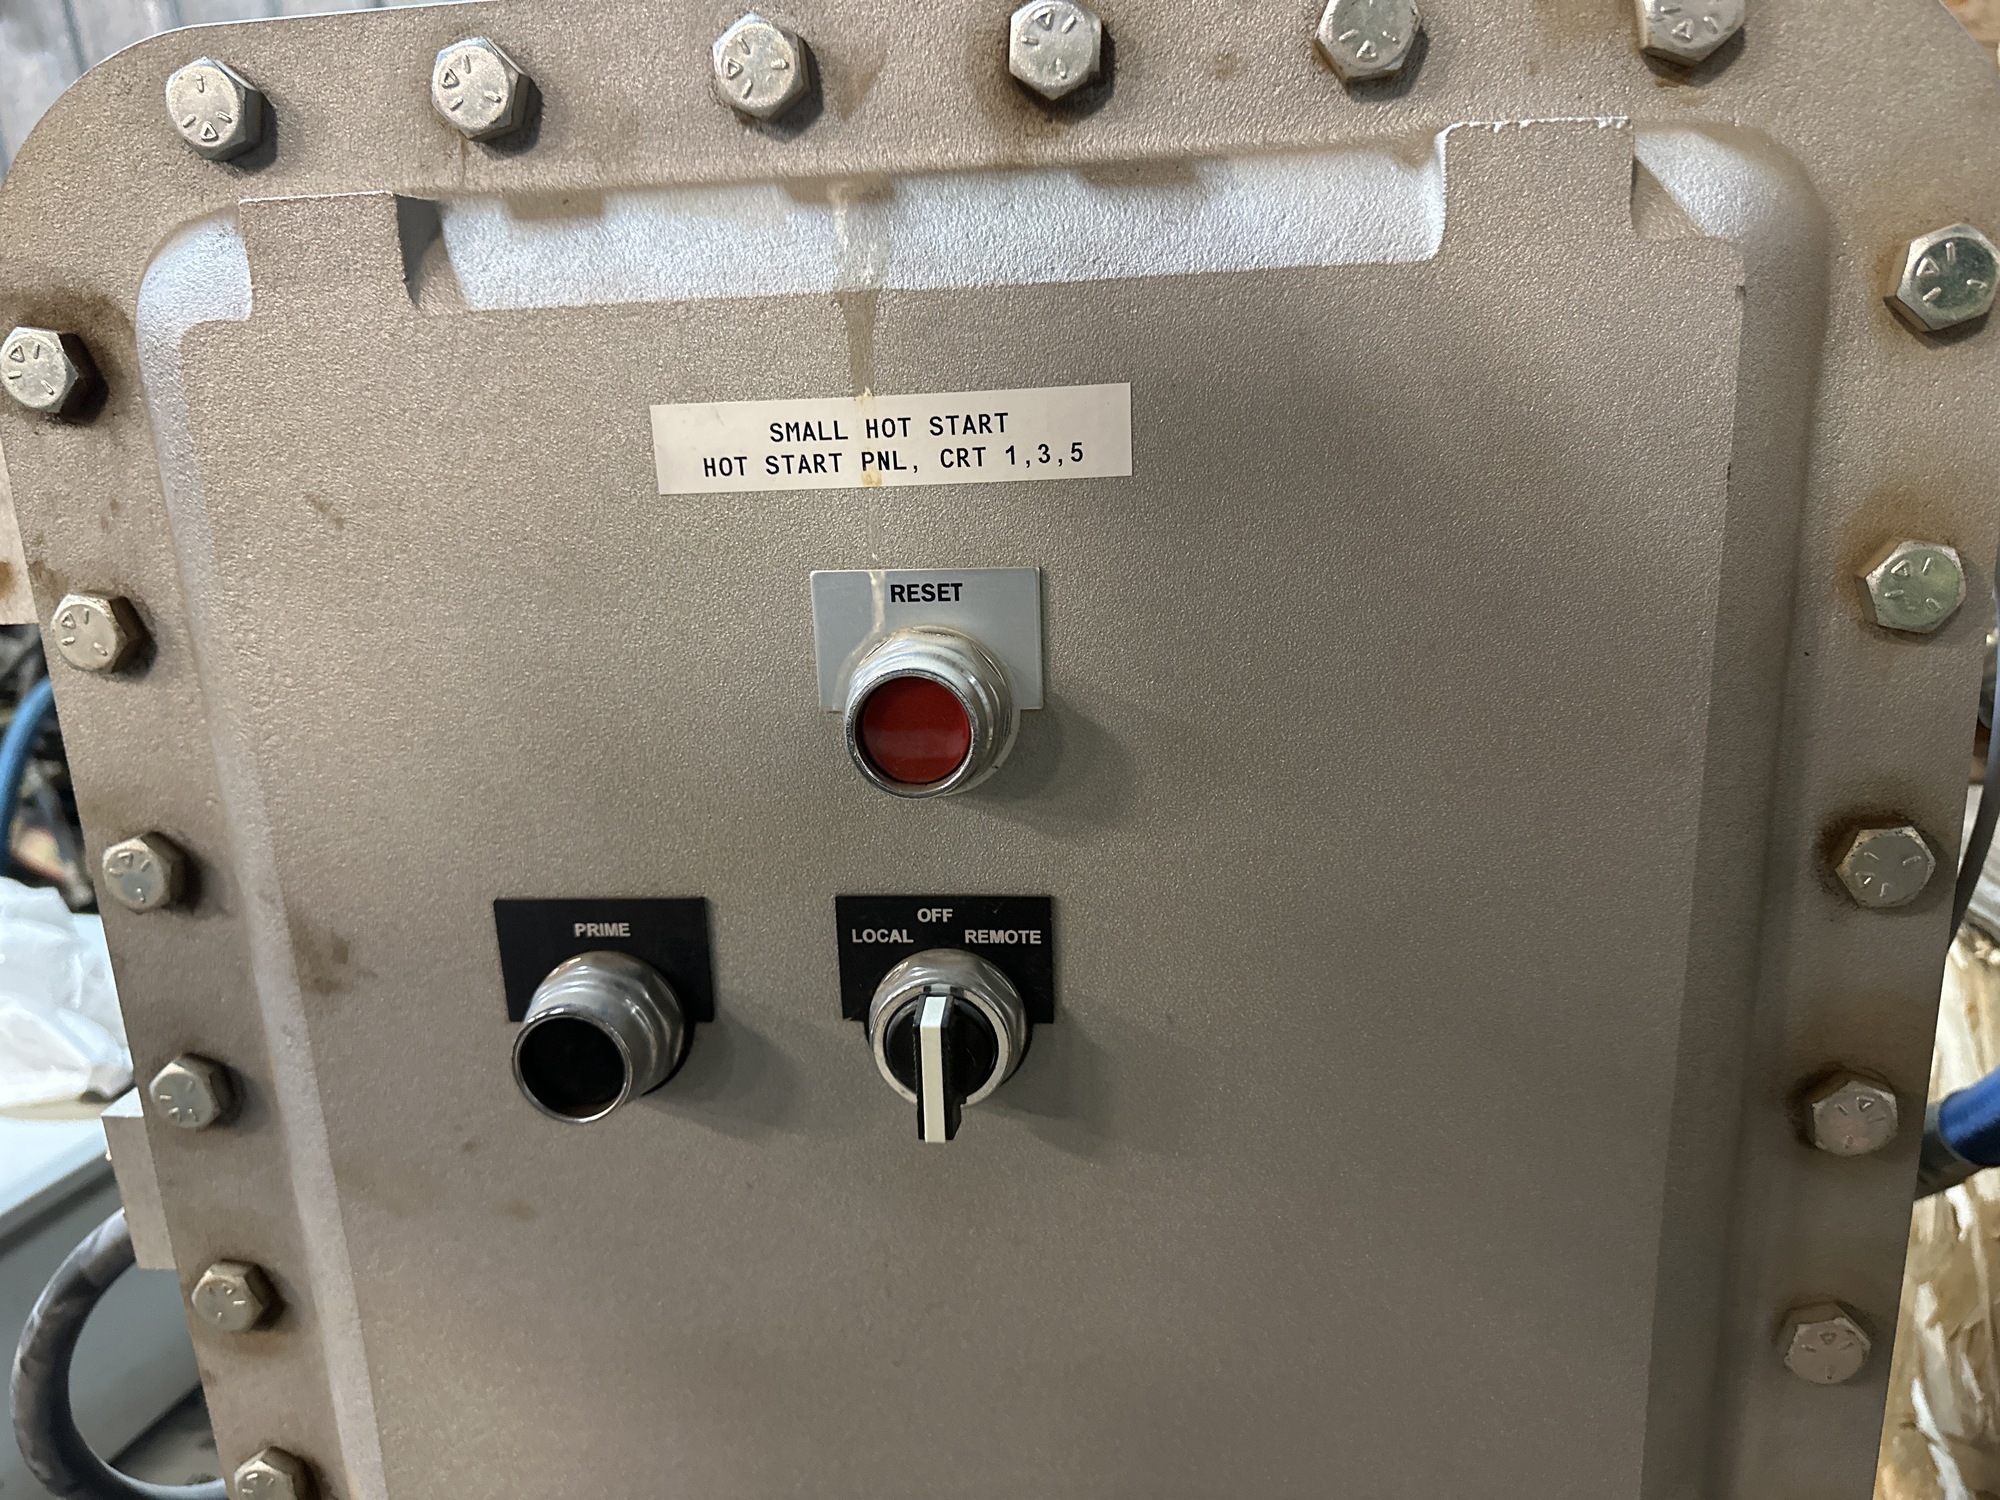 SMALL HOT START
HOT START PNL, CRT 1,3,5
RESET
PRIME
OFF
LOCAL REMOTE